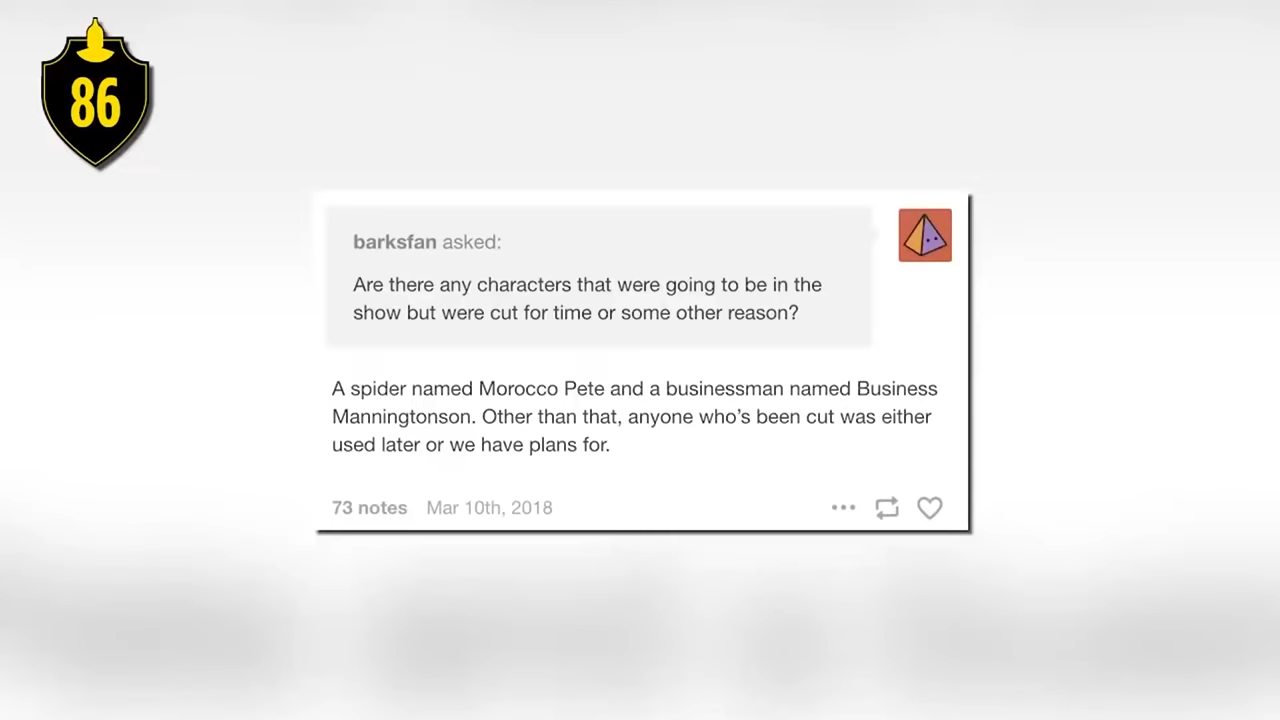 86
barksfan asked:
Are there any characters that were going to be in the
show but were cut for time or some other reason?
A spider named Morocco Pete and a businessman named Business
Manningtonson. Other than that, anyone who’s been cut was either
used later or we have plans for.
73 notes Mar 10th, 2018